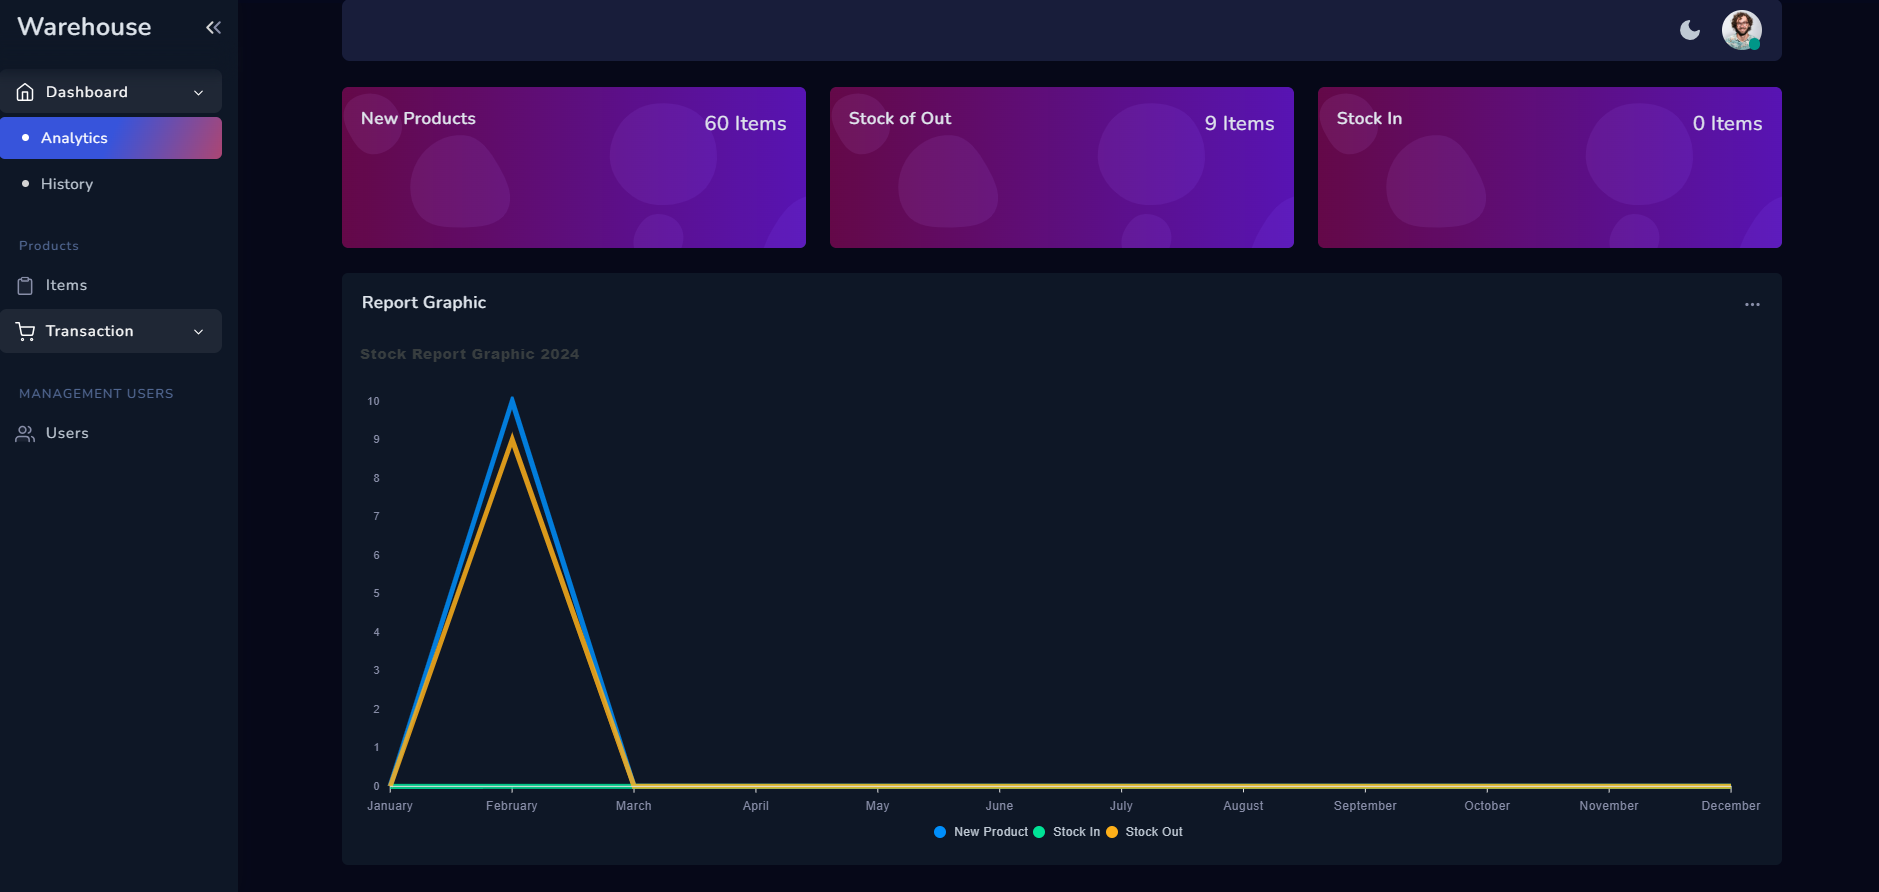 Warehouse
Dashboard
Analytics
History
Products
Items
Transaction
MANAGEMENT USERS
Users
New Products
60 Items
Stock of Out
9 Items
Stock In
0 Items
Report Graphic
Stock Report Graphic 2024
10
9
8
7
6
5
4
3
2
1
0
January February March April May June July August September October November December
New Product Stock In Stock Out